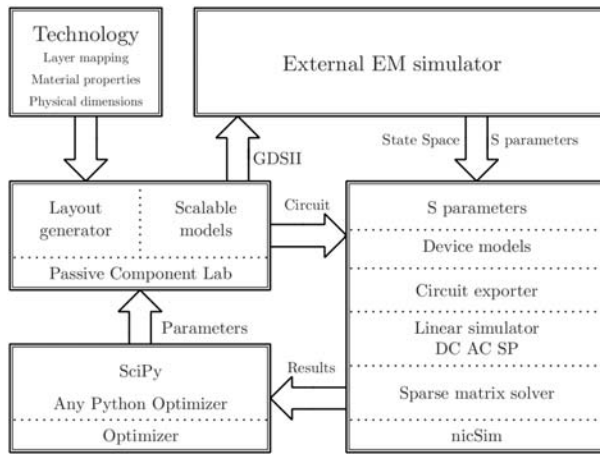 Technology
Layer mapping
Material properties
Physical dimensions
External EM simulator
GDSII
State Space
S parameters
Layout
generator
Scalable
models
Passive Component Lab
Circuit
S parameters
Device models
Circuit exporter
Linear simulator
DC AC SP
Sparse matrix solver
nicSim
Parameters
Results
SciPy
Any Python Optimizer
Optimizer